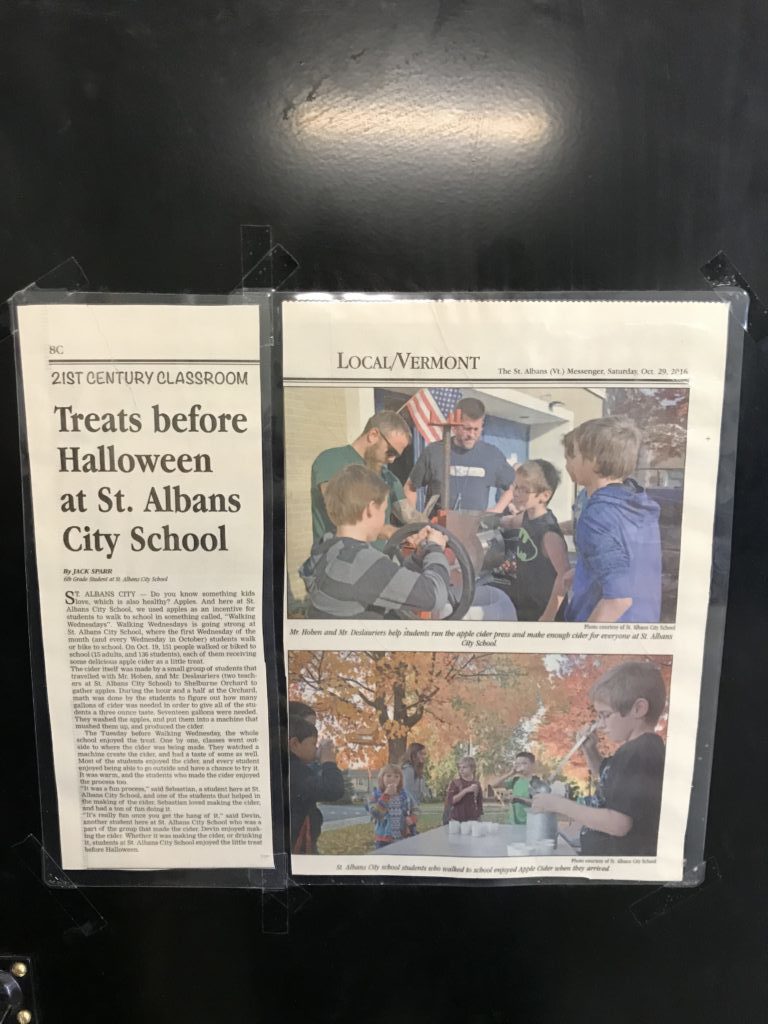 8C
21ST CENTURY CLASSROOM
Treats before
Halloween
at St. Albans
City School
By JACK SPARR
6th Grade Student at St. Albans City School
ST. ALBANS CITY — Do you know something kids
love, which is also healthy? Apples. And here at St.
Albans City School, we used apples as an incentive for
students to walk to school in something called, "Walking
Wednesdays". Walking Wednesdays is going strong at
St. Albans City School, where the first Wednesday of the
month (and every Wednesday in October) students walk
or bike to school. On Oct. 19, 151 people walked or biked to
school (15 adults, and 136 students), each of them receiving
some delicious apple cider as a little treat.
The cider itself was made by a small group of students that
travelled with Mr. Hoben, and Mr. Deslauriers (two teach-
ers at St. Albans City School) to Shelburne Orchard to
gather apples. During the hour and a half at the Orchard,
math was done by the students to figure out how many
gallons of cider was needed in order to give all of the stu-
dents a three ounce taste. Seventeen gallons were needed.
They washed the apples, and put them into a machine that
mushed them up, and produced the cider.
The Tuesday before Walking Wednesday, the whole
school enjoyed the treat. One by one, classes went out-
side to where the cider was being made. They watched a
machine create the cider, and had a taste of some as well.
Most of the students enjoyed the cider, and every student
enjoyed being able to go outside and have a chance to try it.
It was warm, and the students who made the cider enjoyed
the process too.
"It was a fun process," said Sebastian, a student here at St.
Albans City School, and one of the students that helped in
the making of the cider. Sebastian loved making the cider,
and had a ton of fun doing it.
"It's really fun once you get the hang of it," said Devin,
another student here at St. Albans City School who was a
part of the group that made the cider. Devin enjoyed mak-
ing the cider. Whether it was making the cider, or drinking
it, students at St. Albans City School enjoyed the little treat
before Halloween.
LOCAL/VERMONT
The St. Albans (Vt.) Messenger, Saturday, Oct. 29, 2016
Photo courtesy of St. Albans City School
Mr. Hoben and Mr. Deslauriers help students run the apple cider press and make enough cider for everyone at St. Albans
City School
Photo courtesy of St. Albans City School
St. Albans City school students who walked to school enjoyed Apple Cider when they arrived